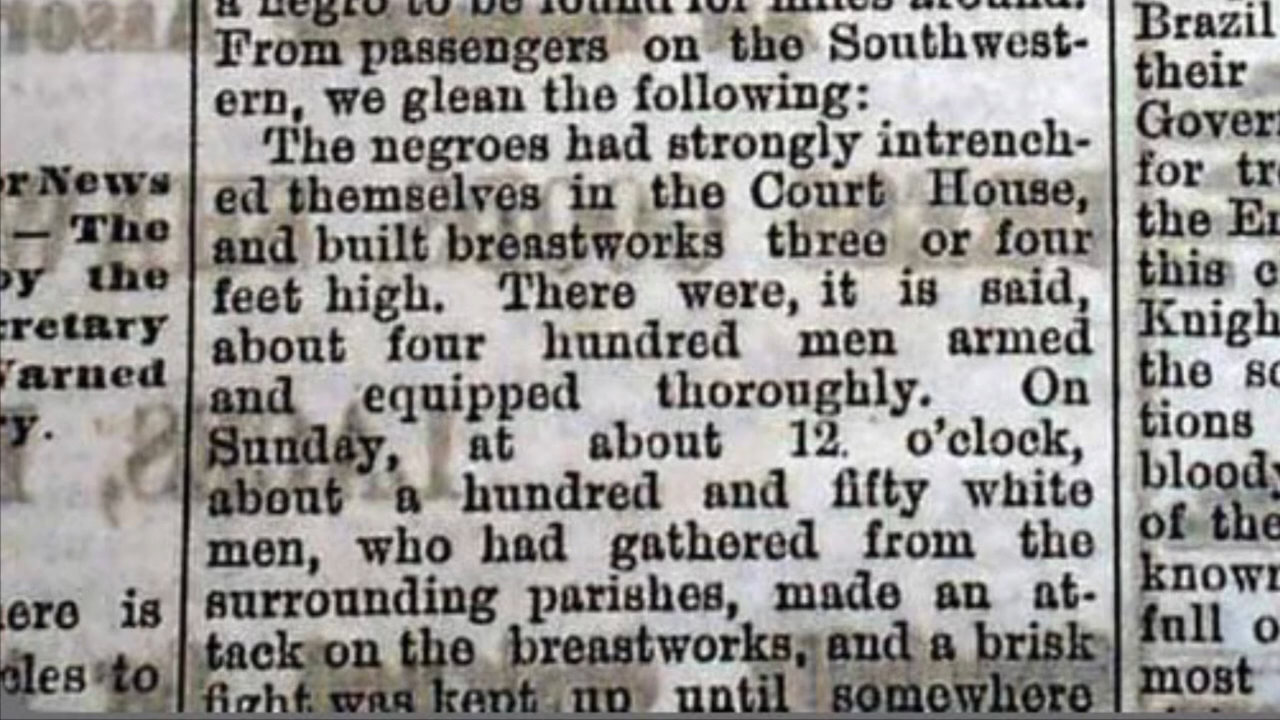 a negro to be found for miles around.
From passengers on the Southwest-
ern, we glean the following:
The negroes had strongly intrench-
ed themselves in the Court House,
and built breastworks three or four
feet high. There were, it is said,
about four hundred men armed
and equipped thoroughly. On
Sunday, at about 12. o'clock,
about a hundred and fifty white
men, who had gathered from the
surrounding parishes, made an at-
tack on the breastworks, and a brisk
fight was kept up until somewhere
r News
— The
by the
cretary
Warned
ry.
ere is
cles to
Brazil
their
Gover
for tr
the E
this c
Knigh
the sc
tions
bloody
of the
known
full o
most